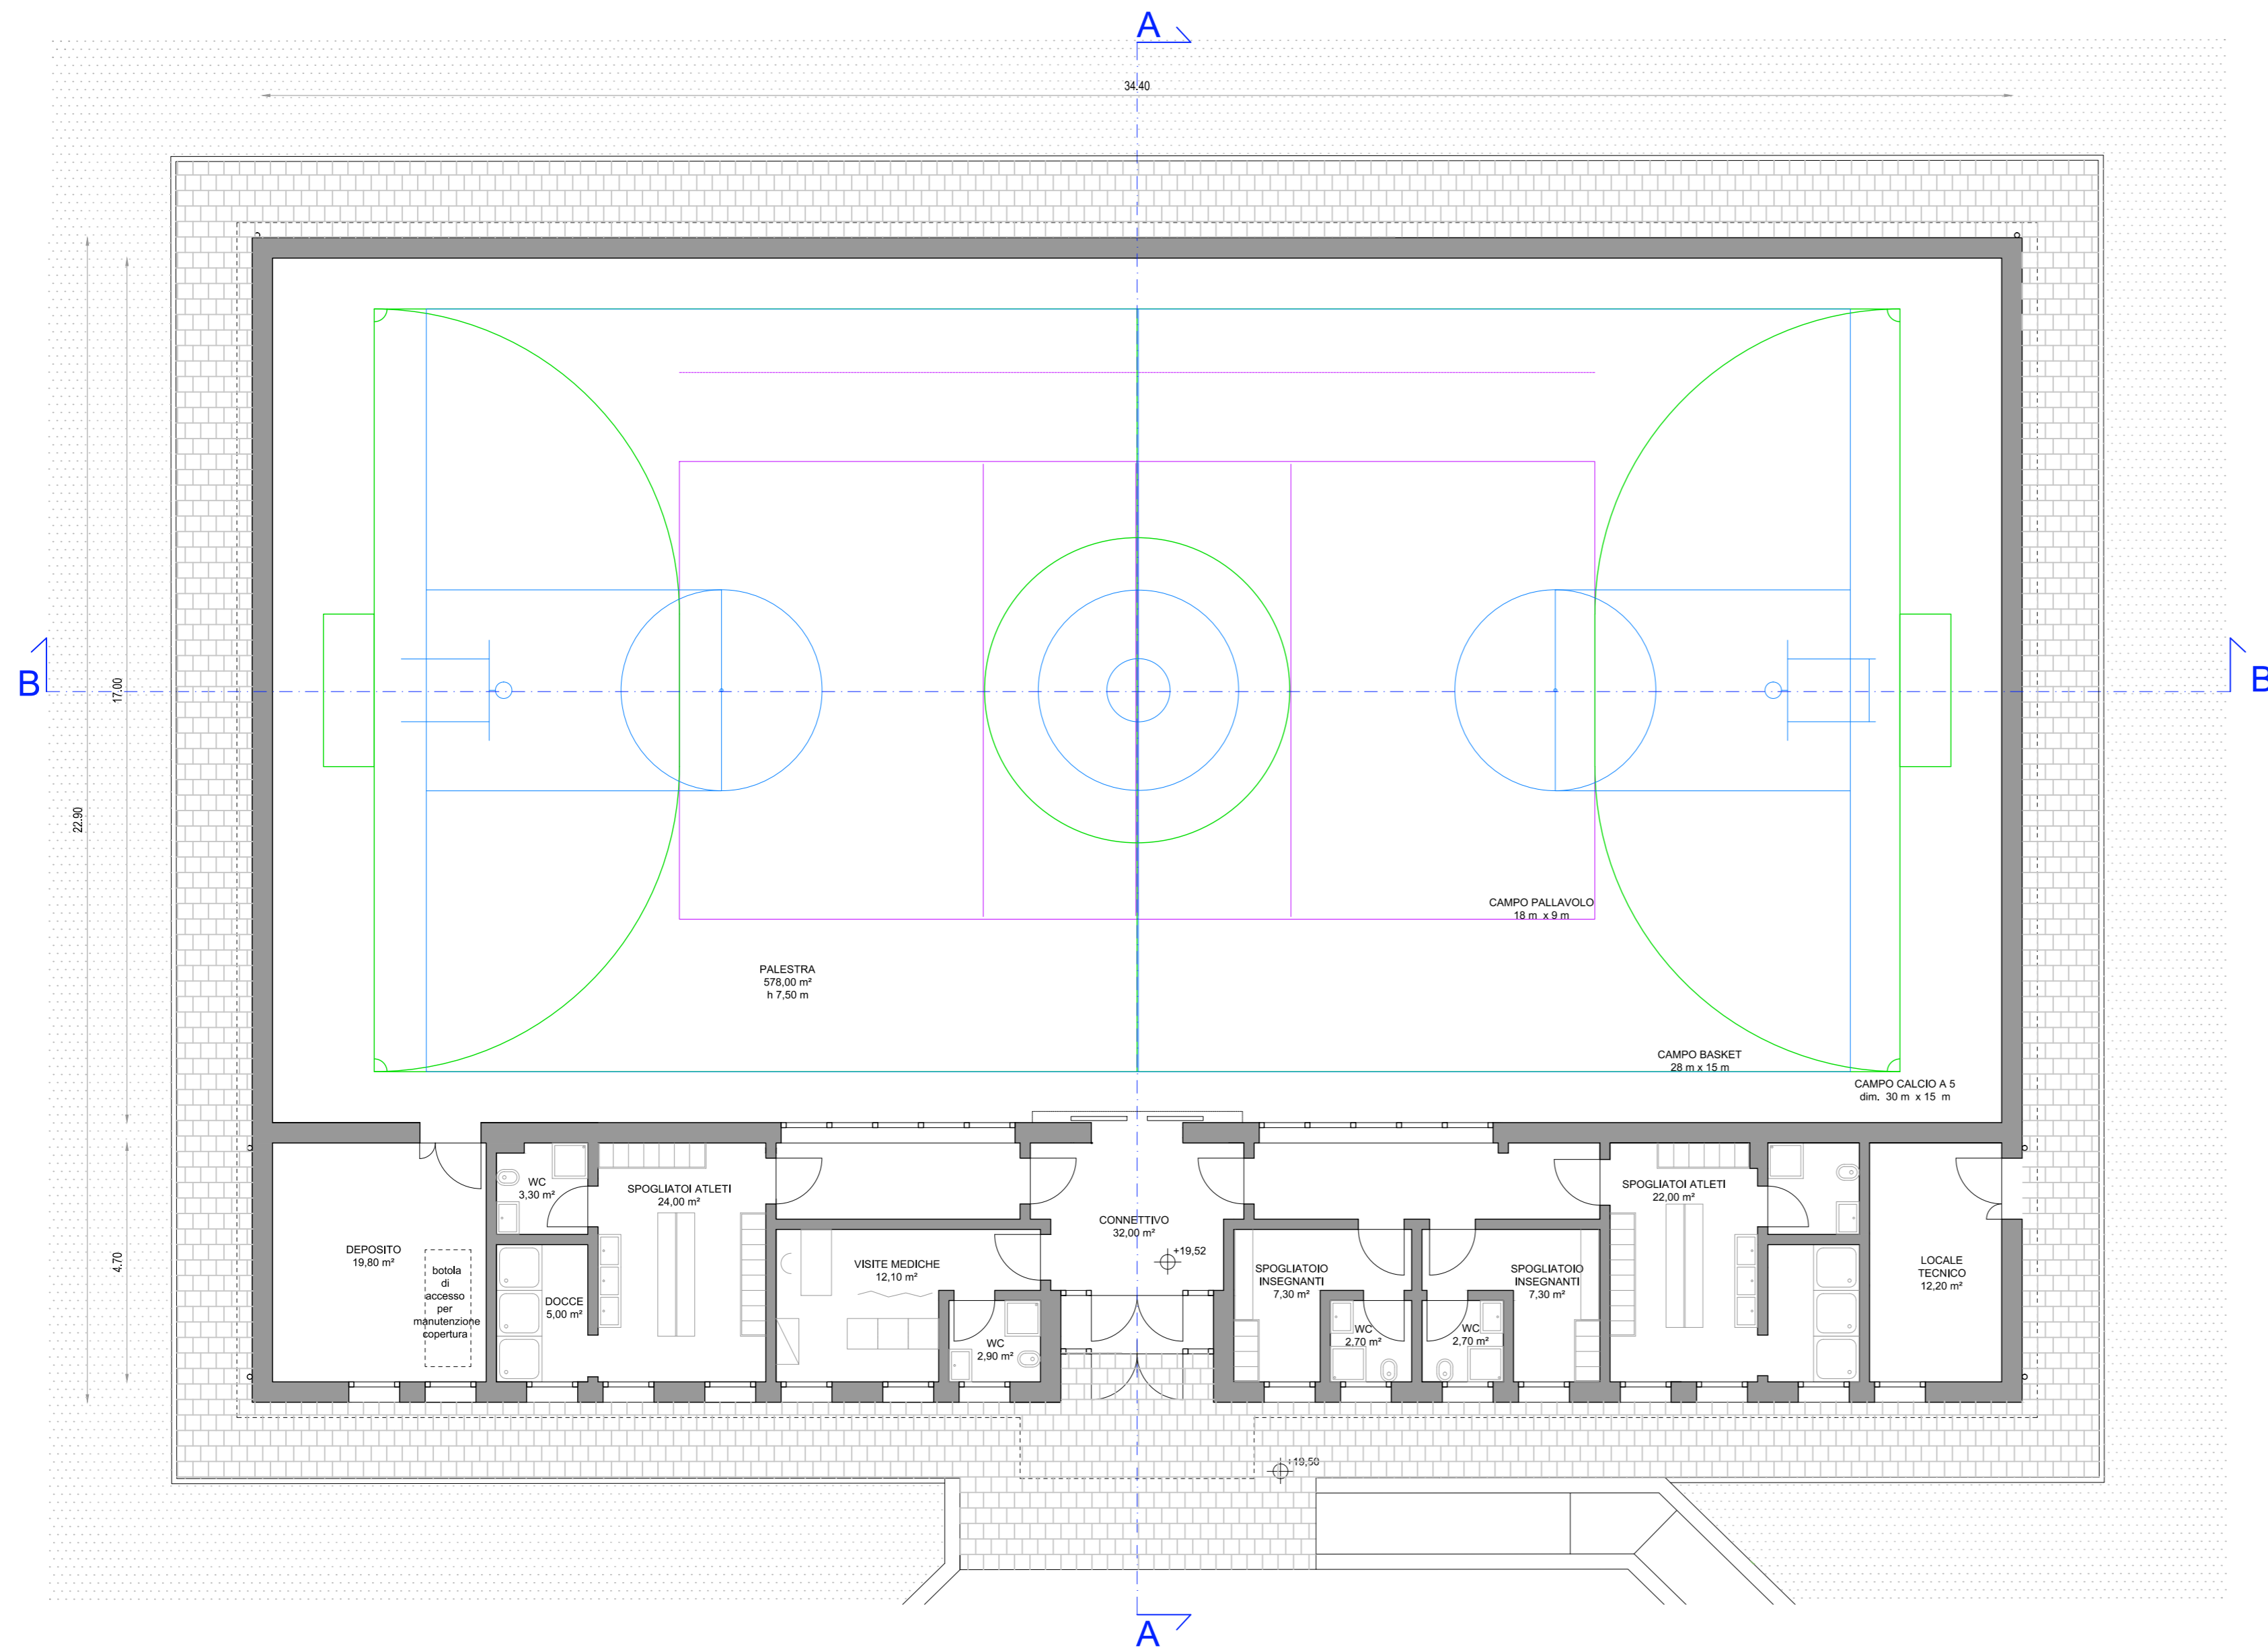 A
34.40
B
B
17.00
22.90
4.70
CAMPO PALLAVOLO
18 m x 9 m
PALESTRA
578,00 m²
h 7,50 m
CAMPO BASKET
28 m x 15 m
CAMPO CALCIO A 5
dim. 30 m x 15 m
WC
3,30 m²
SPOGLIATOI ATLETI
24,00 m²
SPOGLIATOI ATLETI
22,00 m²
CONNETTIVO
32,00 m²
+19,52
DEPOSITO
19,80 m²
botola
di
accesso
per
manutenzione
copertura
DOCCE
5,00 m²
VISITE MEDICHE
12,10 m²
WC
2,90 m²
SPOGLIATOIO
INSEGNANTI
7,30 m²
SPOGLIATOIO
INSEGNANTI
7,30 m²
WC
2,70 m²
WC
2,70 m²
LOCALE
TECNICO
12,20 m²
+19,50
A